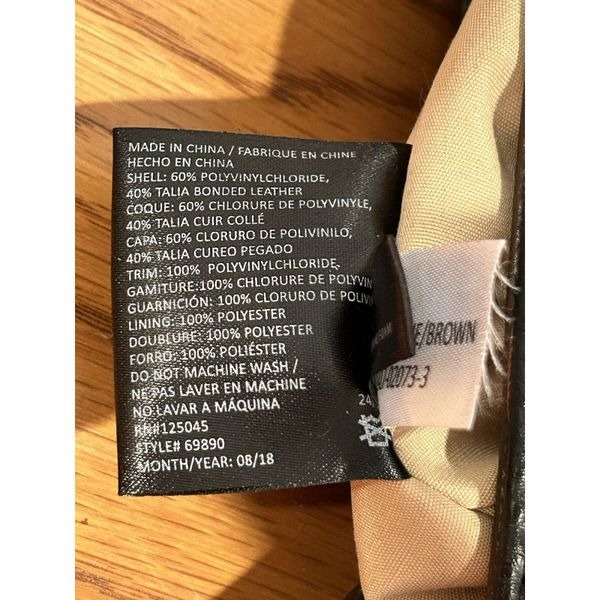 MADE IN CHINA / FABRIQUE EN CHINE
HECHO EN CHINA
SHELL: 60% POLYVINYLCHLORIDE,
40% TALIA BONDED LEATHER
COQUE: 60% CHLORURE DE POLYVINYLE,
40% TALIA CUIR COLLÉ
CAPA: 60% CLORURO DE POLIVINILO,
40% TALIA CUREO PEGADO
TRIM: 100% POLYVINYLCHLORIDE
GAMITURE: 100% CHLORURE DE POLYVIN
GUARNICIÓN: 100% CLORURO DE POLIVI
LINING: 100% POLYESTER
DOUBLURE: 100% POLYESTER
FORRO: 100% POLIÉSTER
DO NOT MACHINE WASH /
NE PAS LAVER EN MACHINE
NO LAVAR A MÁQUINA
RN#125045
STYLE# 69890
MONTH/YEAR: 08/18
24
E/BROWN
-02073-3